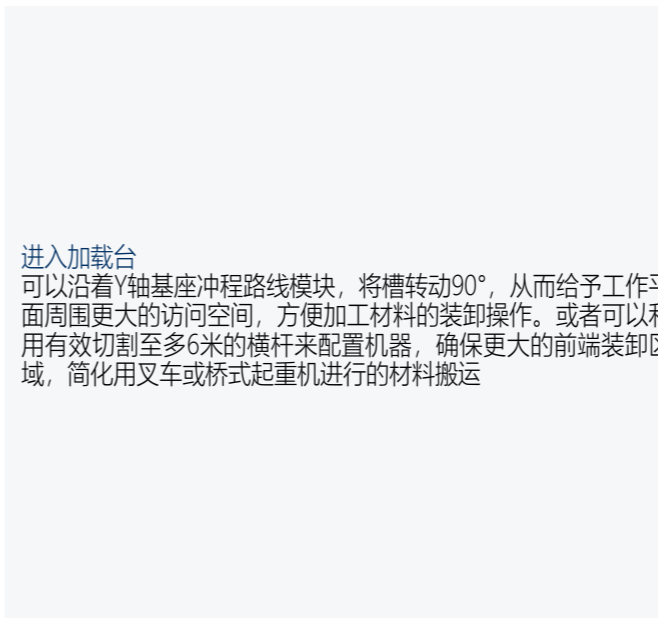 进入加载台
可以沿着Y轴基座冲程路线模块，将槽转动90°，从而给予工作平
面周围更大的访问空间，方便加工材料的装卸操作。或者可以利
用有效切割至多6米的横杆来配置机器，确保更大的前端装卸区
域，简化用叉车或桥式起重机进行的材料搬运